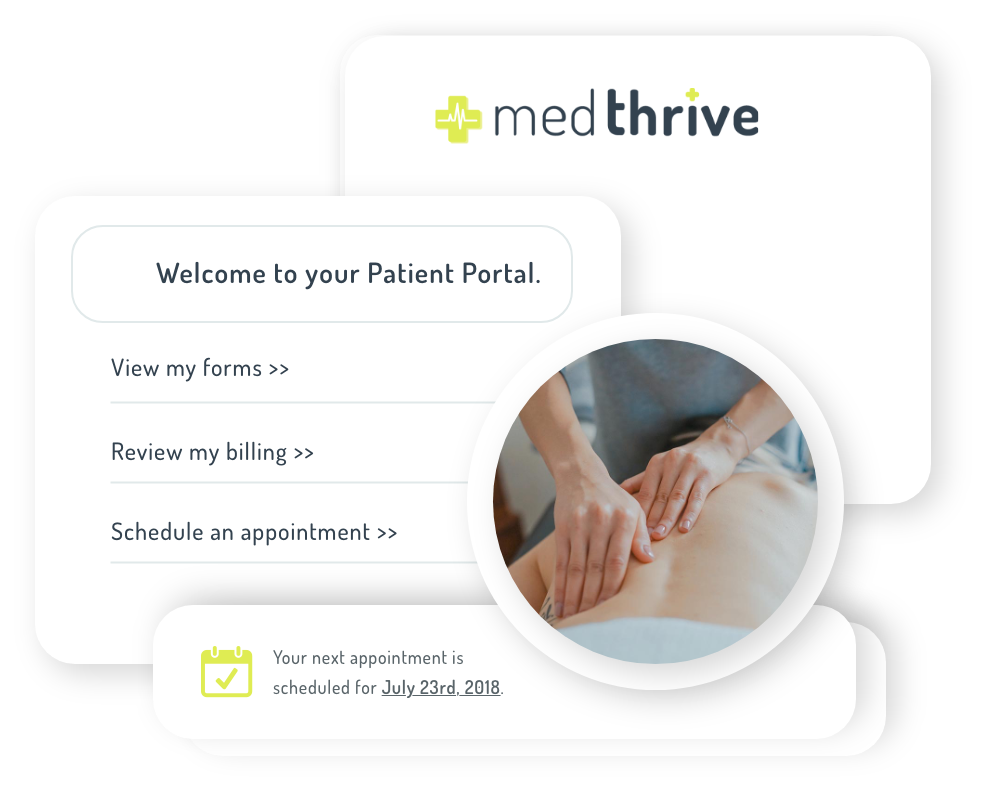 medthrive
Welcome to your Patient Portal.
View my forms >>
Review my billing >>
Schedule an appointment >>
Your next appointment is
scheduled for July 23rd, 2018.